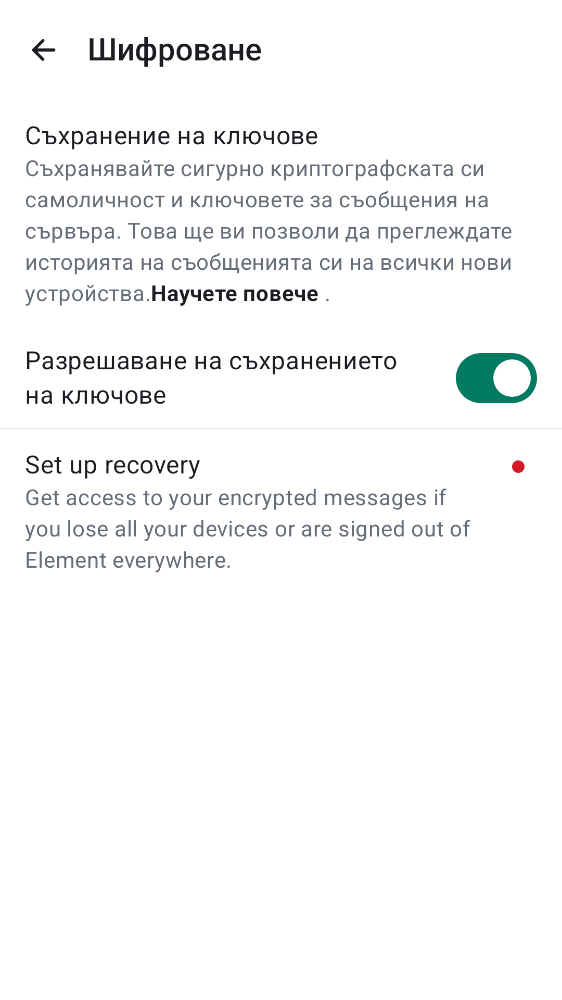 Шифроване
Съхранение на ключове
Съхранявайте сигурно криптографската си
самоличност и ключовете за съобщения на
сървъра. Това ще ви позволи да преглеждате
историята на съобщенията си на всички нови
устройства.Научете повече .
Разрешаване на съхранението
на ключове
Set up recovery
Get access to your encrypted messages if
you lose all your devices or are signed out of
Element everywhere.